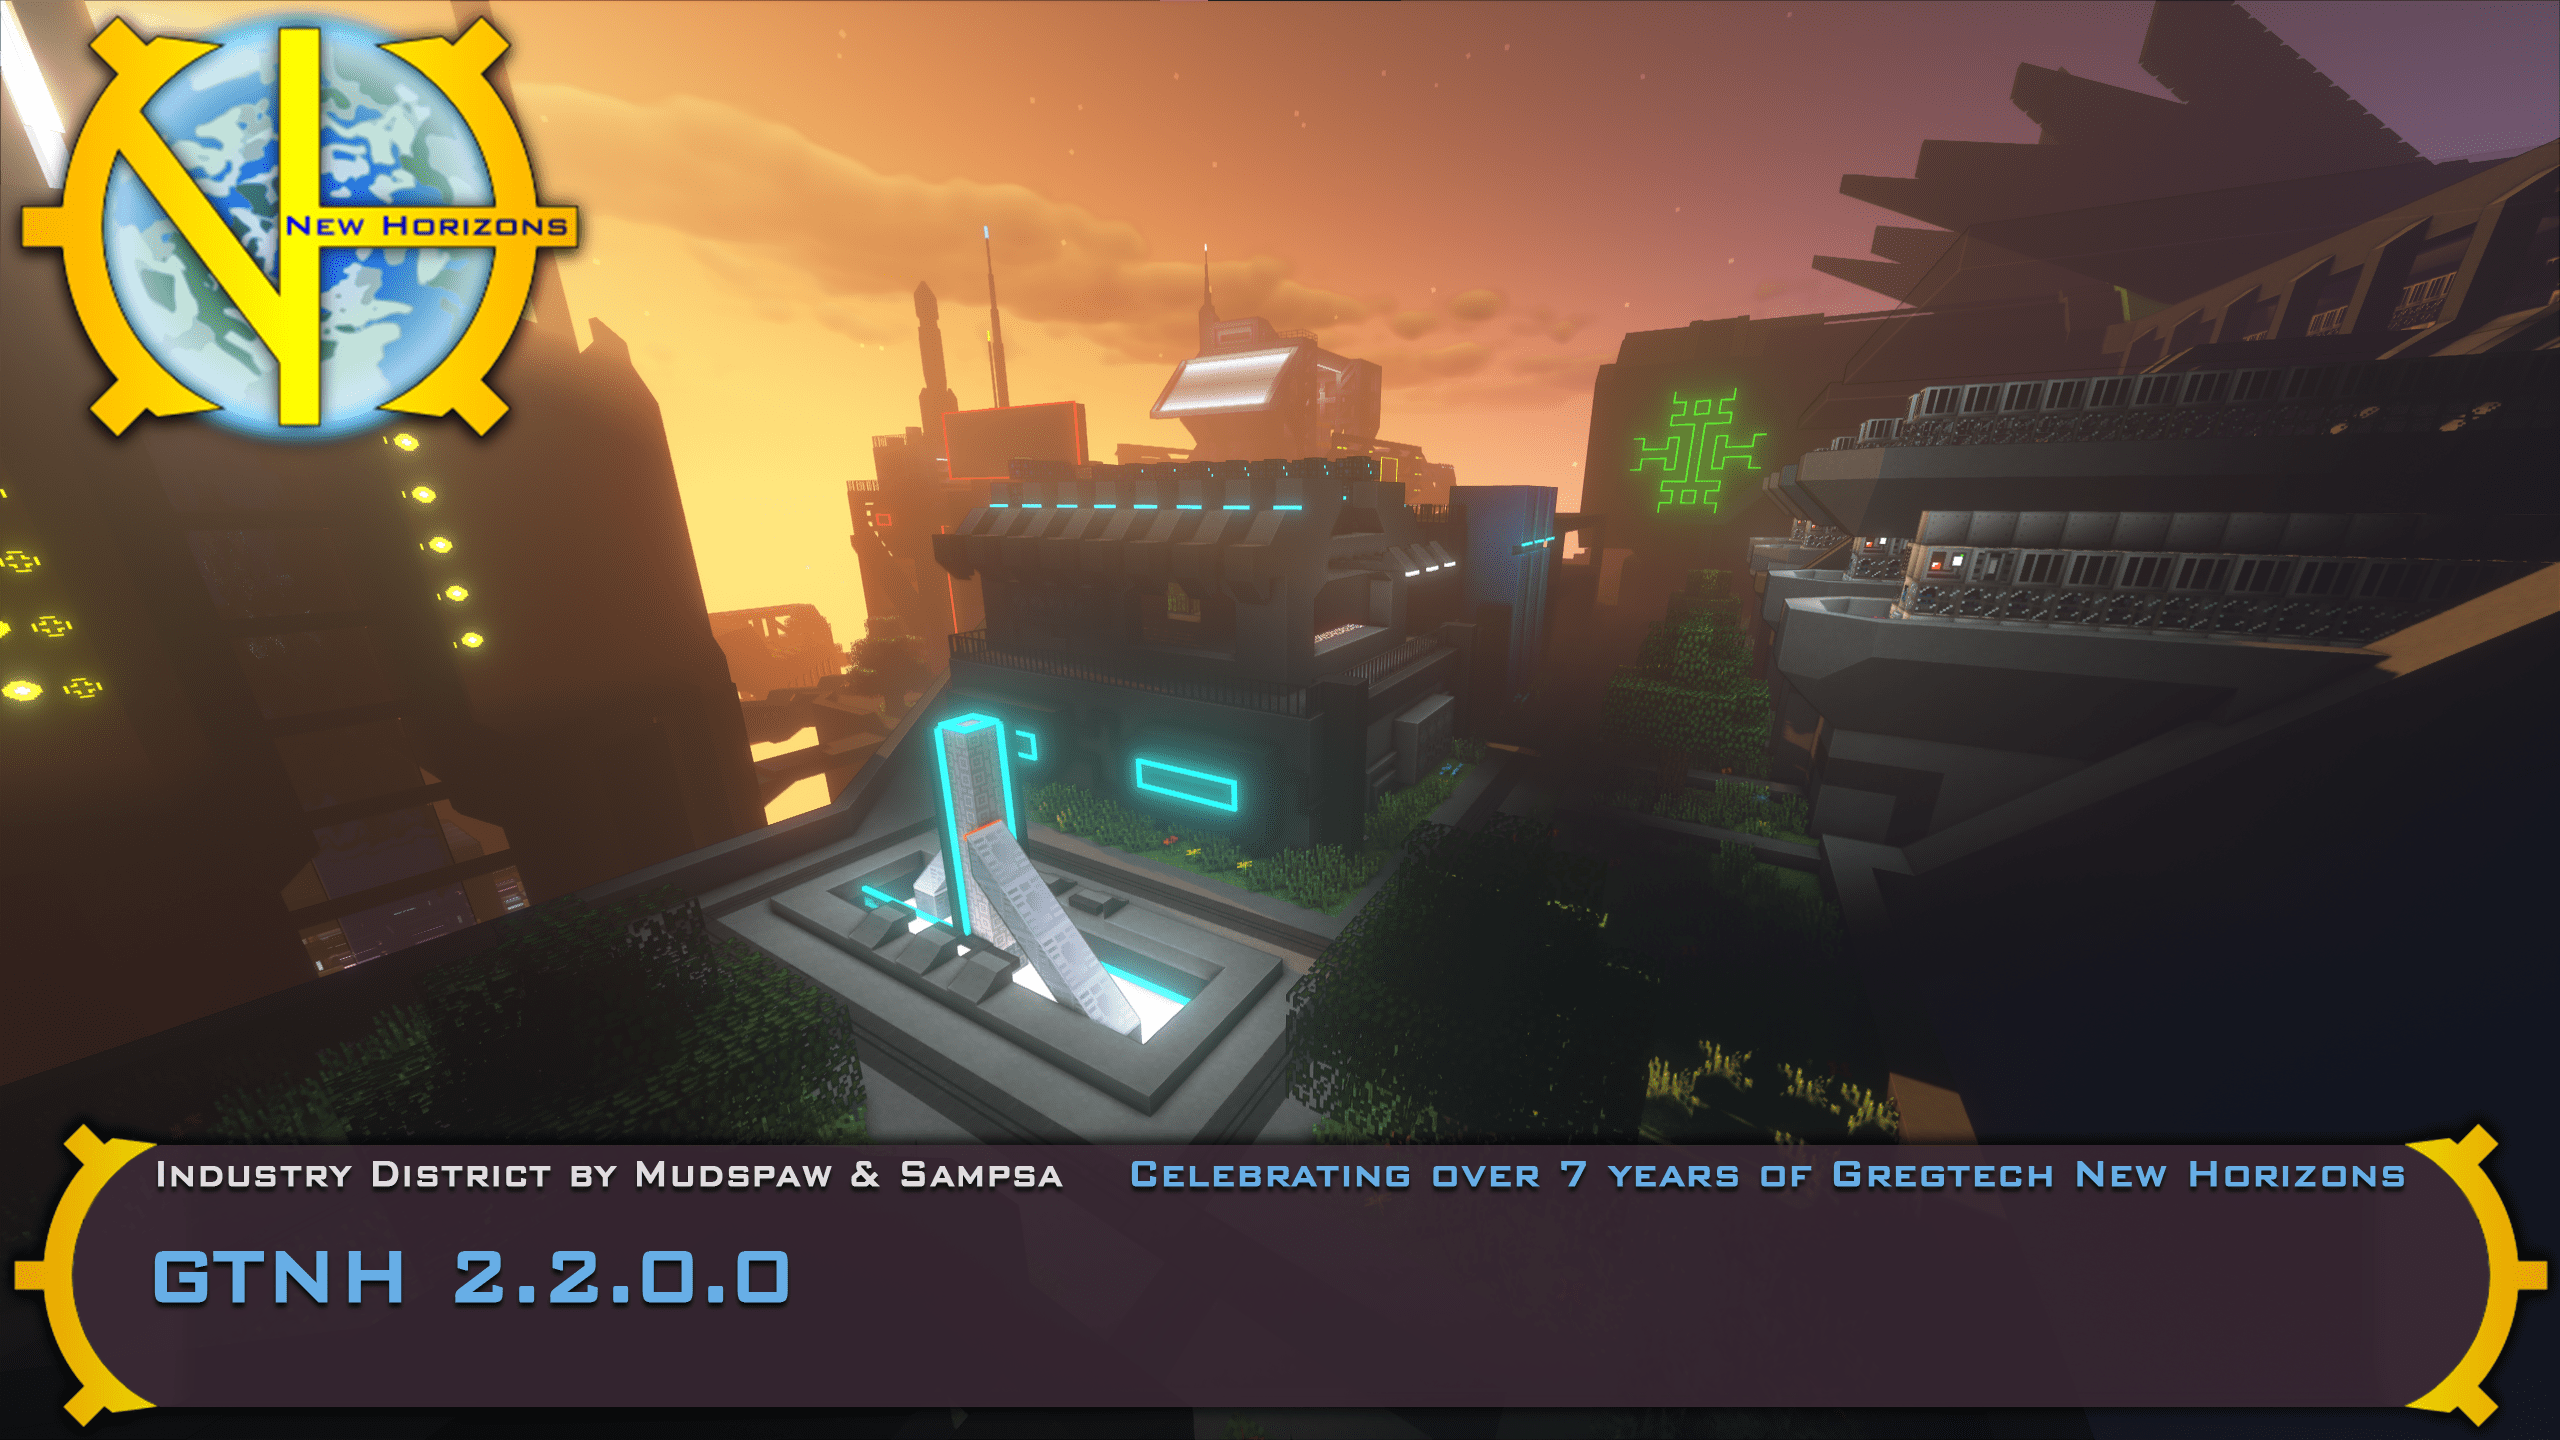 New Horizons
Industry District by Mudspaw & Sampsa
Celebrating over 7 years of Gregtech New Horizons
GTNH 2.2.0.0